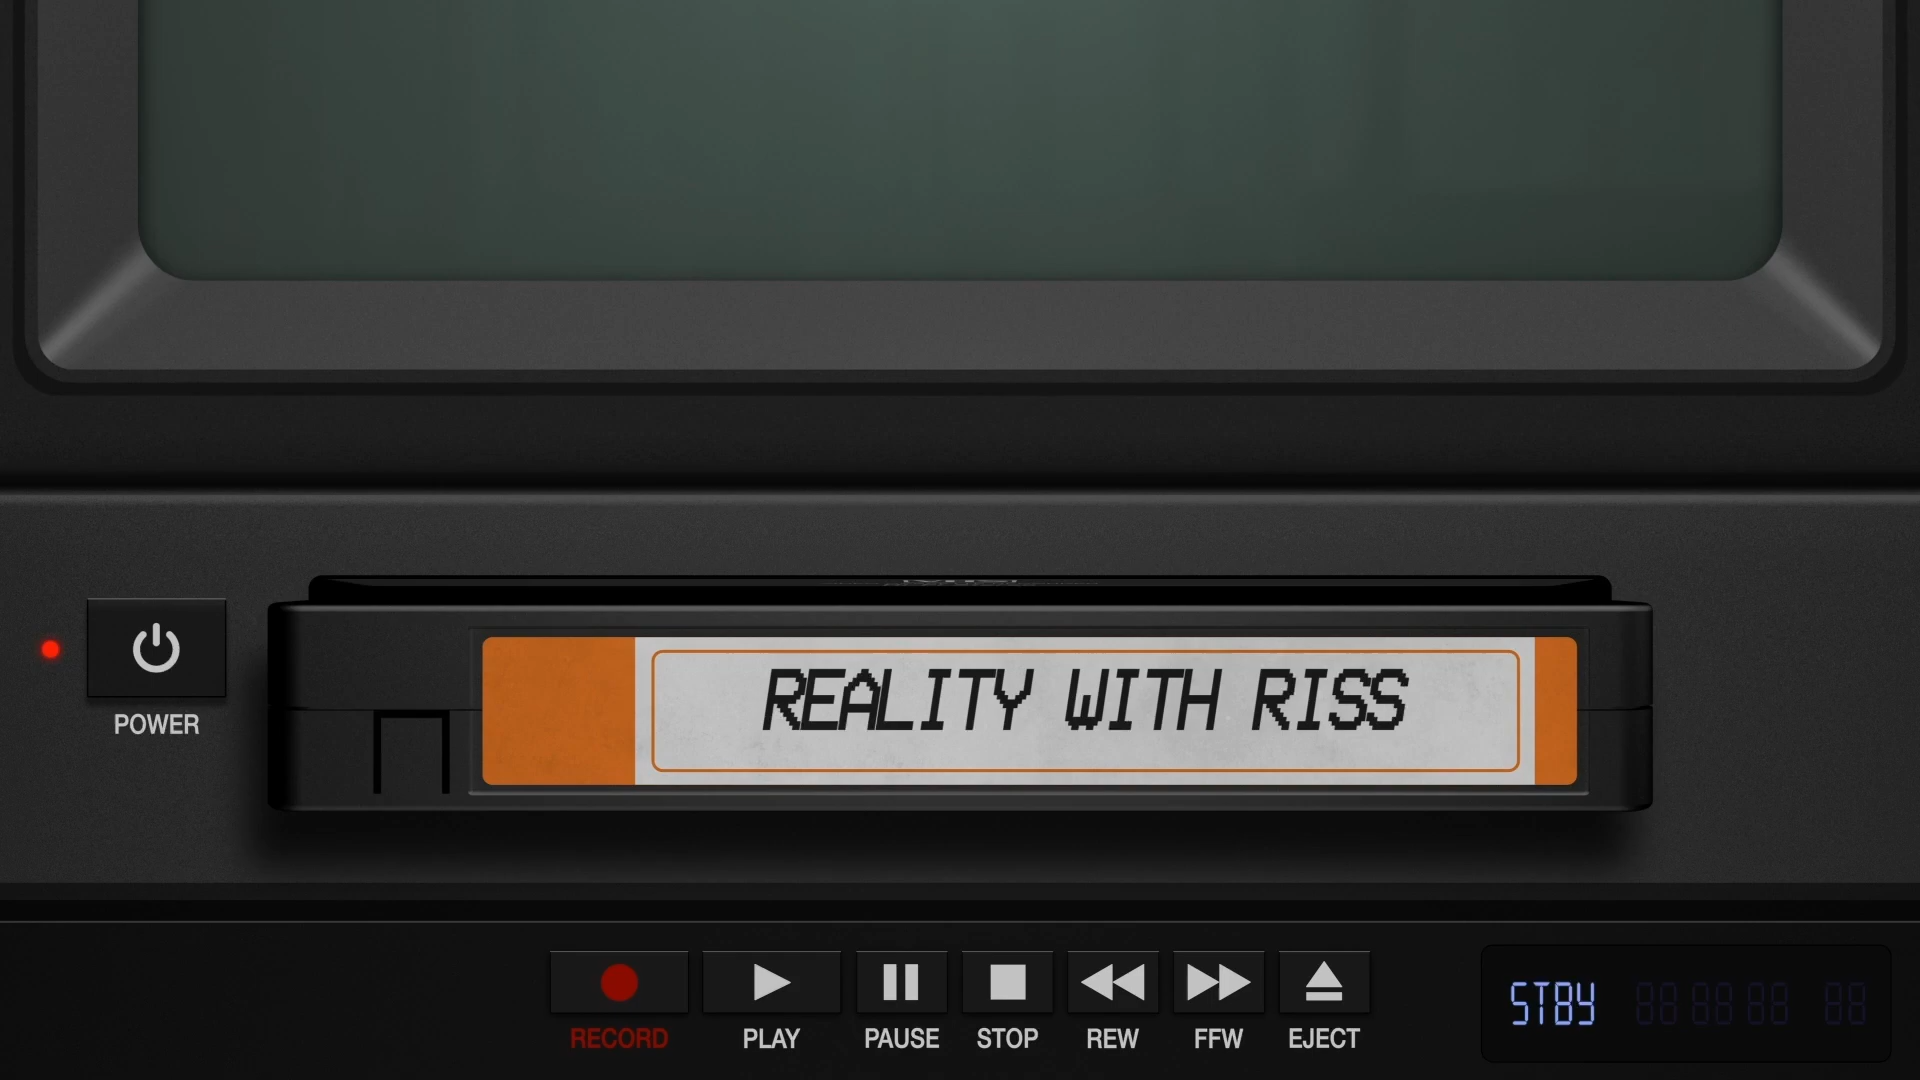 REALITY WITH RISS
POWER
RECORD
PLAY
PAUSE
STOP
REW
FFW
EJECT
STBY